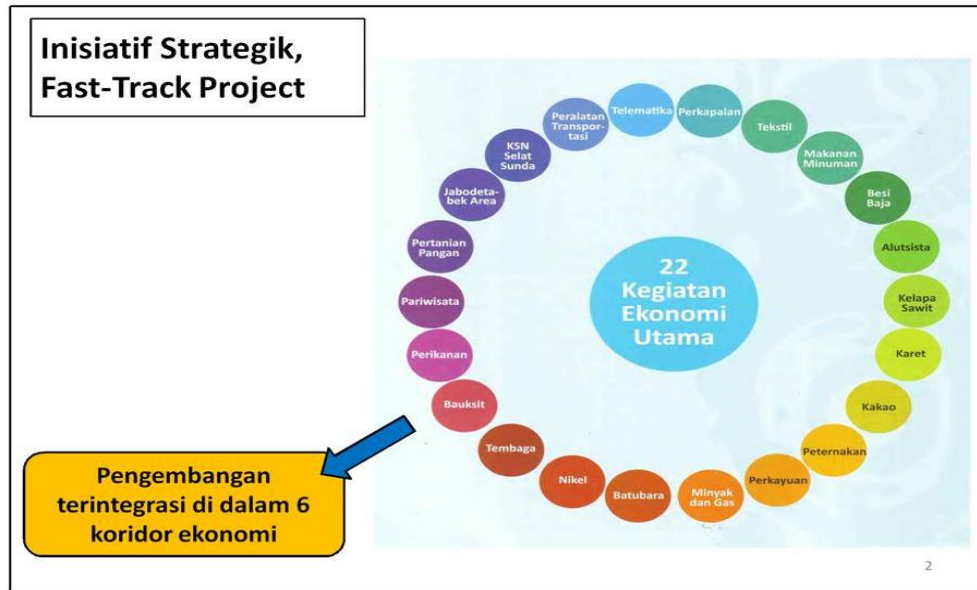 Inisiatif Strategik,
Fast-Track Project
Telematika
Perkapalan
Tekstil
Makanan
Minuman
Besi
Baja
Alutsista
Kelapa
Sawit
Karet
Kakao
Peternakan
Perkayuan
Minyak
dan Gas
Batubara
Nikel
Tembaga
Bauksit
Perikanan
Pariwisata
Pertanian
Pangan
Jabodeta-
bek Area
KSN
Selat
Sunda
Peralatan
Transpor-
tasi
22
Kegiatan
Ekonomi
Utama
Pengembangan
terintegrasi di dalam 6
koridor ekonomi
2